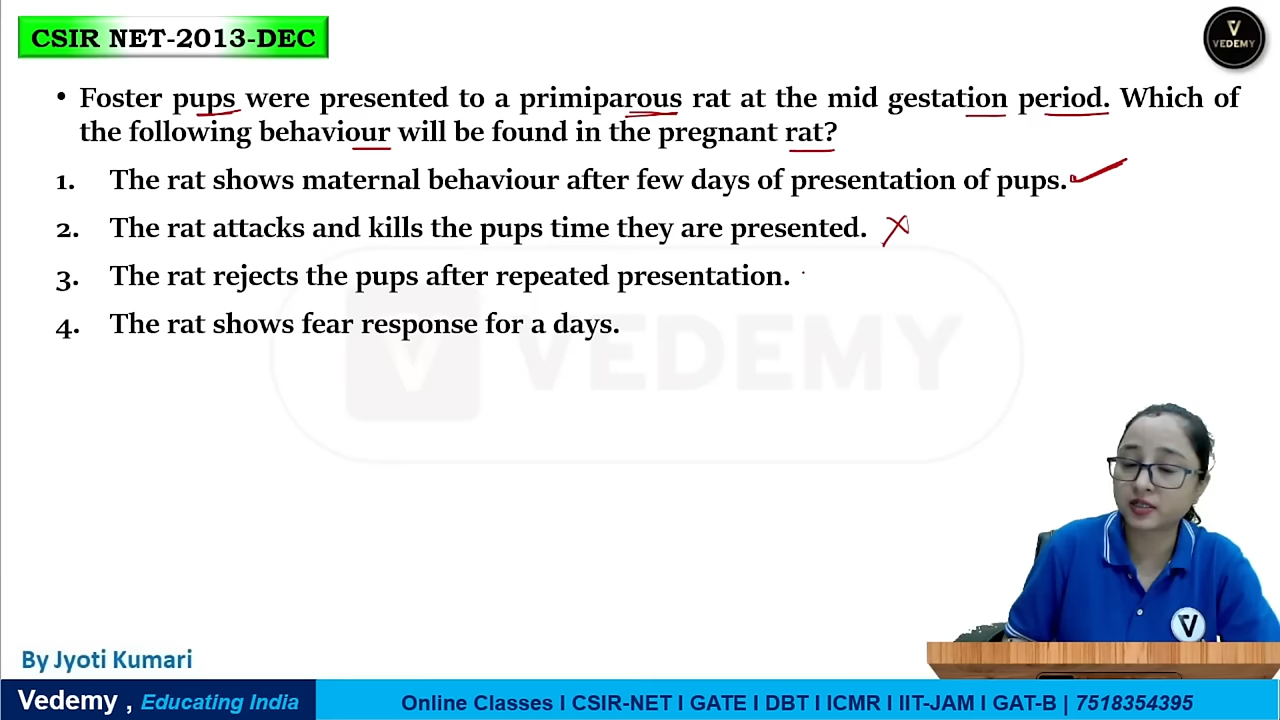 CSIR NET-2013-DEC
VEDEMY
• Foster pups were presented to a primiparous rat at the mid gestation period. Which of
the following behaviour will be found in the pregnant rat?
1. The rat shows maternal behaviour after few days of presentation of pups.
2. The rat attacks and kills the pups time they are presented.
3. The rat rejects the pups after repeated presentation.
4. The rat shows fear response for a days.
VEDEMY
By Jyoti Kumari
Vedemy , Educating India
Online Classes I CSIR-NET I GATE I DBT I ICMR I IIT-JAM I GAT-B | 7518354395